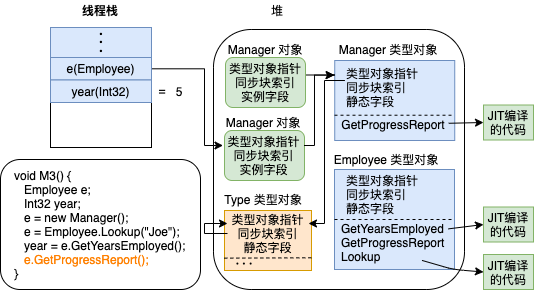 线程栈
堆
e(Employee)
year(Int32)
= 5
Manager 对象
类型对象指针
同步块索引
实例字段
Manager 对象
类型对象指针
同步块索引
实例字段
Type 类型对象
类型对象指针
同步块索引
静态字段
...
Manager 类型对象
类型对象指针
同步块索引
静态字段
GetProgressReport
Employee 类型对象
类型对象指针
同步块索引
静态字段
GetYearsEmployed
GetProgressReport
Lookup
JIT编译
的代码
JIT编译
的代码
JIT编译
的代码
void M3() {
Employee e;
Int32 year;
e = new Manager();
e = Employee.Lookup("Joe");
year = e.GetYearsEmployed();
e.GetProgressReport();
}